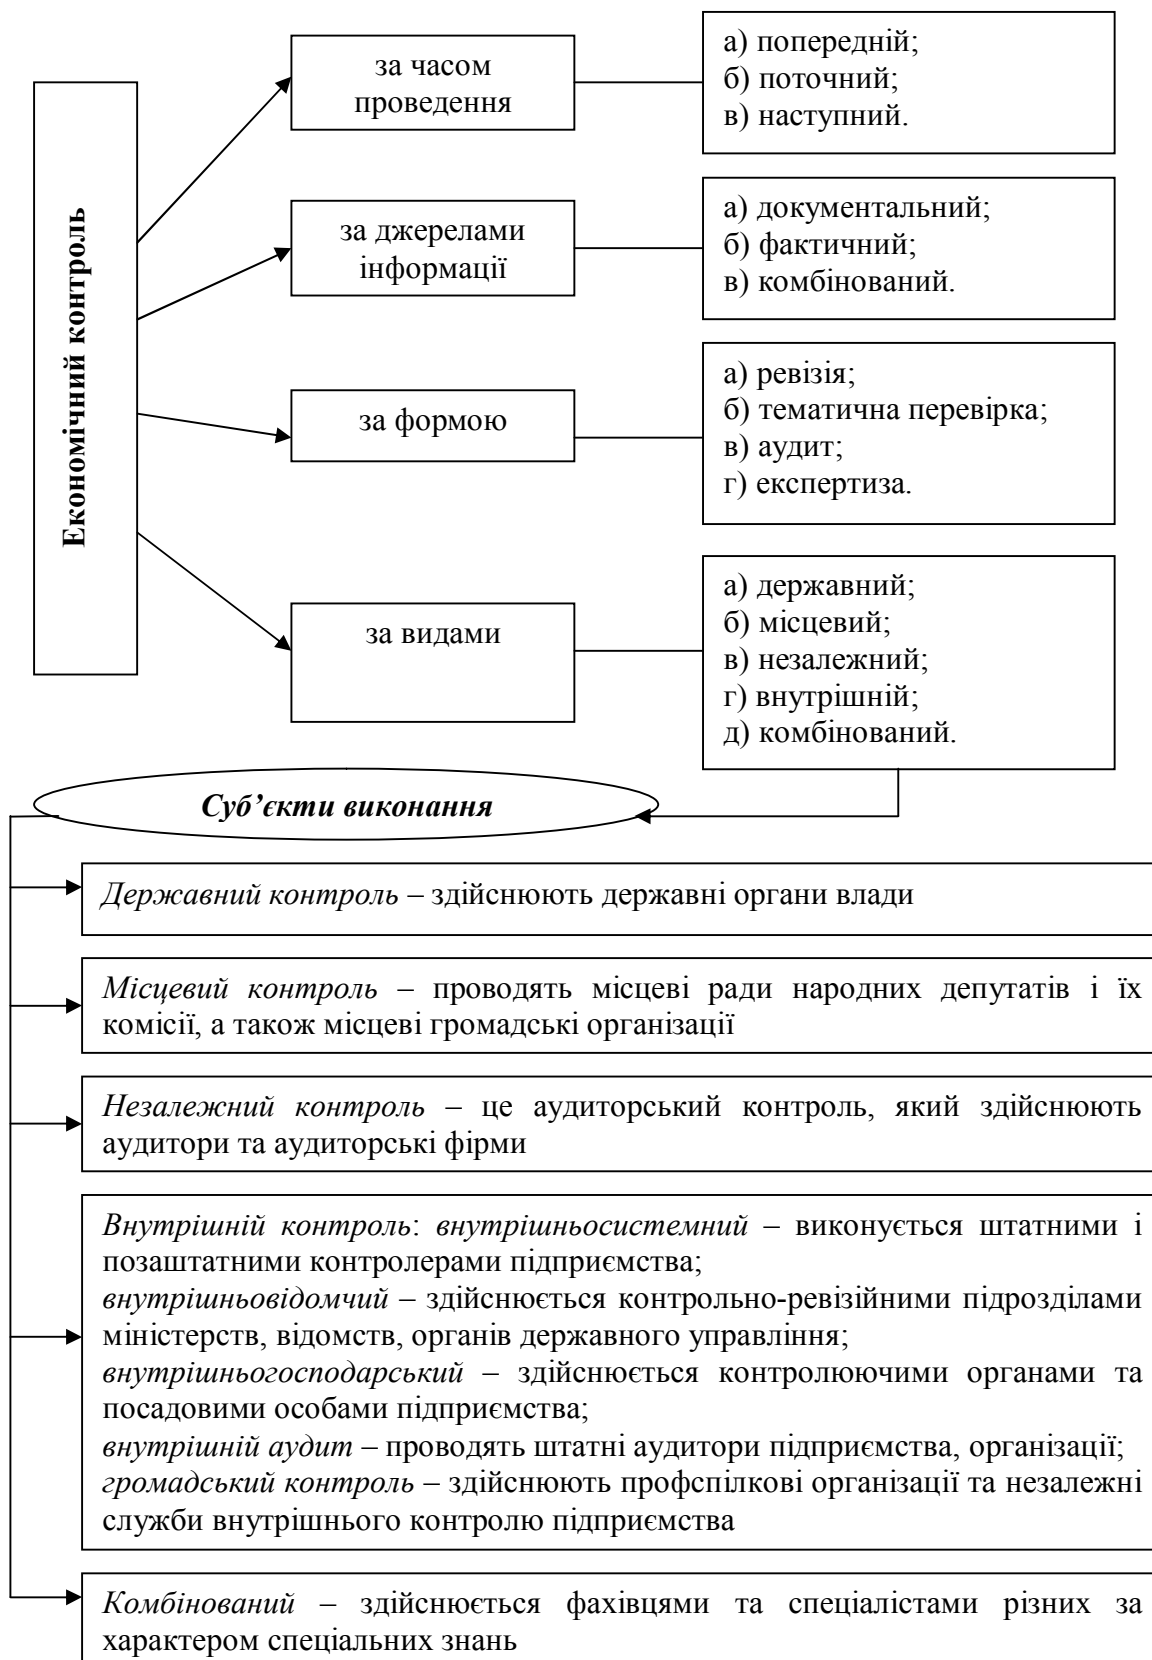 Економічний контроль
за часом
проведення
а) попередній;
б) поточний;
в) наступний.
за джерелами
інформації
а) документальний;
б) фактичний;
в) комбінований.
за формою
а) ревізія;
б) тематична перевірка;
в) аудит;
г) експертиза.
за видами
а) державний;
б) місцевий;
в) незалежний;
г) внутрішній;
д) комбінований.
Суб’єкти виконання
Державний контроль – здійснюють державні органи влади
Місцевий контроль – проводять місцеві ради народних депутатів і їх
комісії, а також місцеві громадські організації
Незалежний контроль – це аудиторський контроль, який здійснюють
аудитори та аудиторські фірми
Внутрішній контроль: внутрішньосистемний – виконується штатними і
позаштатними контролерами підприємства;
внутрішньовідомчий – здійснюється контрольно-ревізійними підрозділами
міністерств, відомств, органів державного управління;
внутрішньогосподарський – здійснюється контролюючими органами та
посадовими особами підприємства;
внутрішній аудит – проводять штатні аудитори підприємства, організації;
громадський контроль – здійснюють профспілкові організації та незалежні
служби внутрішнього контролю підприємства
Комбінований – здійснюється фахівцями та спеціалістами різних за
характером спеціальних знань